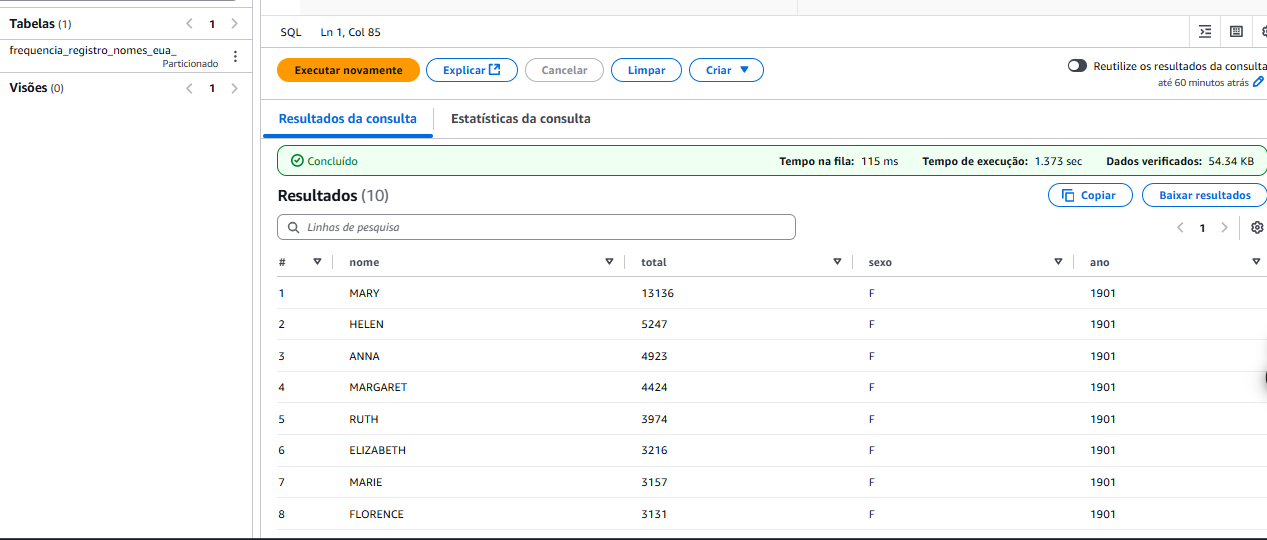 Tabelas (1) 1
frequencia_registro_nomes_eua_
Particionado
Visões (0) 1
SQL Ln 1, Col 85
Executar novamente Explicar Cancelar Limpar Criar
Reutilize os resultados da consulta
até 60 minutos atrás
Resultados da consulta Estatísticas da consulta
Concluído Tempo na fila: 115 ms Tempo de execução: 1.373 sec Dados verificados: 54.34 KB
Resultados (10) Copiar Baixar resultados
Linhas de pesquisa 1
# nome total sexo ano
1 MARY 13136 F 1901
2 HELEN 5247 F 1901
3 ANNA 4923 F 1901
4 MARGARET 4424 F 1901
5 RUTH 3974 F 1901
6 ELIZABETH 3216 F 1901
7 MARIE 3157 F 1901
8 FLORENCE 3131 F 1901